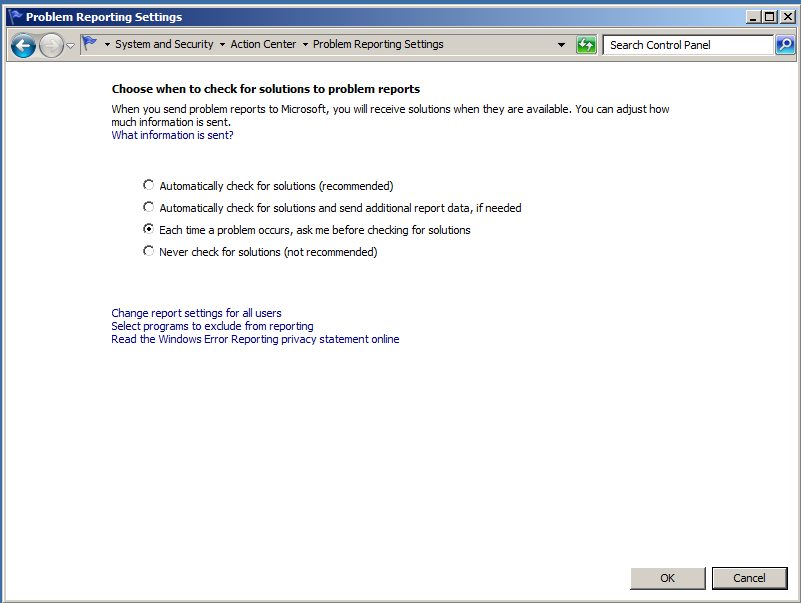 Problem Reporting Settings
System and Security Action Center Problem Reporting Settings Search Control Panel
Choose when to check for solutions to problem reports
When you send problem reports to Microsoft, you will receive solutions when they are available. You can adjust how
much information is sent.
What information is sent?
Automatically check for solutions (recommended)
Automatically check for solutions and send additional report data, if needed
Each time a problem occurs, ask me before checking for solutions
Never check for solutions (not recommended)
Change report settings for all users
Select programs to exclude from reporting
Read the Windows Error Reporting privacy statement online
OK Cancel